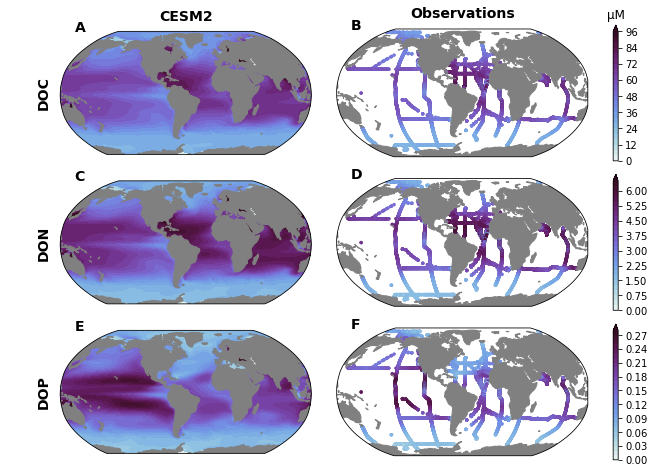 CESM2
Observations
μM
A
B
DOC
96
84
72
60
48
36
24
12
0
C
D
DON
6.00
5.25
4.50
3.75
3.00
2.25
1.50
0.75
0.00
E
F
DOP
0.27
0.24
0.21
0.18
0.15
0.12
0.09
0.06
0.03
0.00